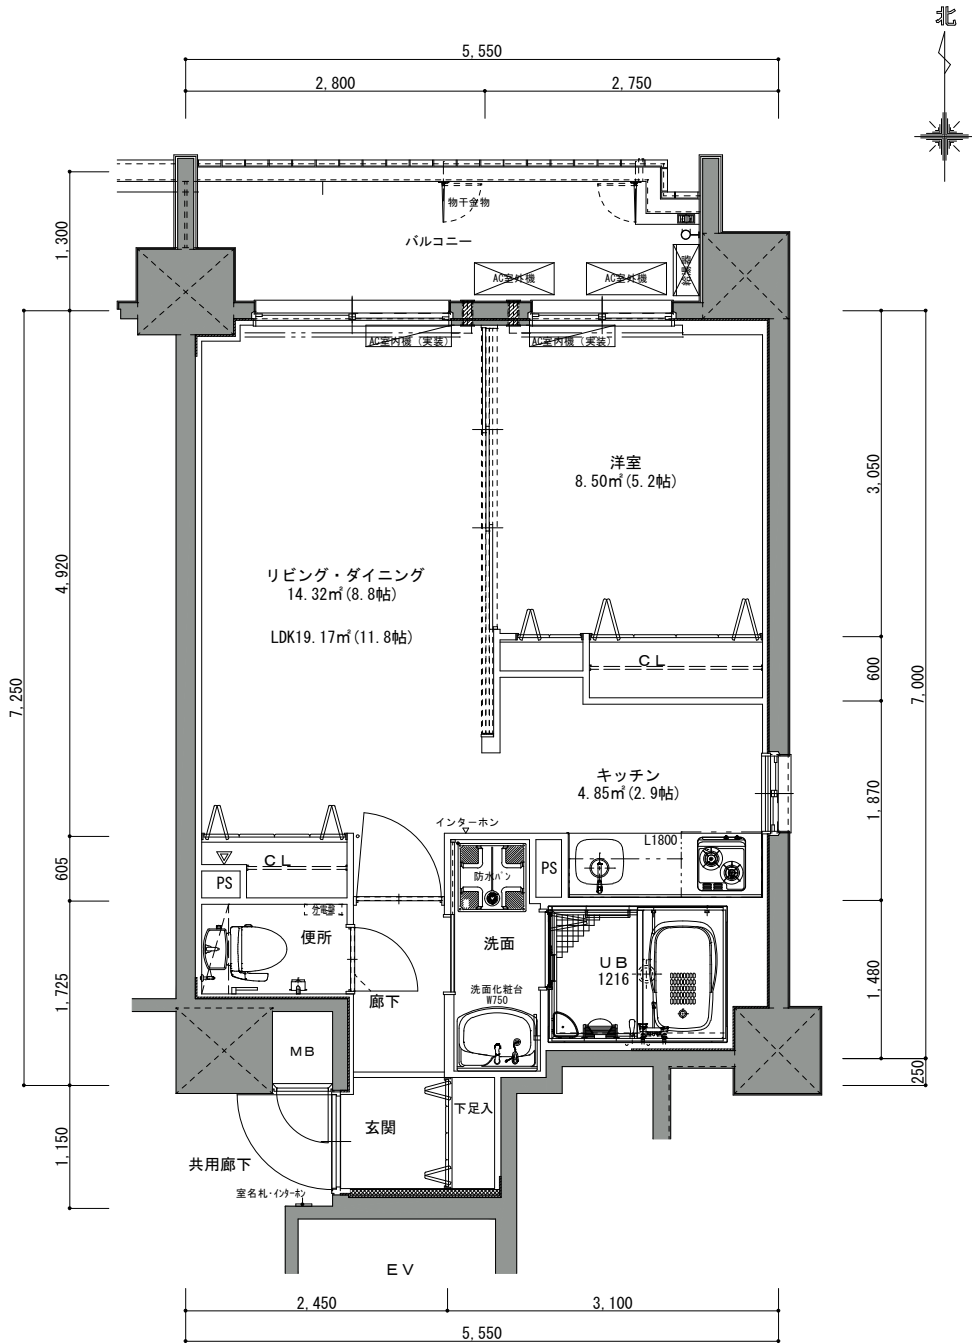 北
5,550
2,800
2,750
1,300
物干金物
バルコニー
AC室外機
AC室外機
給湯器
AC室内機（実装）
AC室内機（実装）
洋室
8.50㎡(5.2帖)
3,050
4,920
リビング・ダイニング
14.32㎡(8.8帖)
LDK19.17㎡(11.8帖)
CL
600
7,250
7,000
キッチン
4.85㎡(2.9帖)
1,870
インターホン
L1800
605
CL
PS
防水パン
PS
分電盤
便所
洗面
UB
1216
1,725
1,480
洗面化粧台
W750
廊下
MB
250
下足入
玄関
1,150
共用廊下
室名札・インターホン
EV
2,450
3,100
5,550